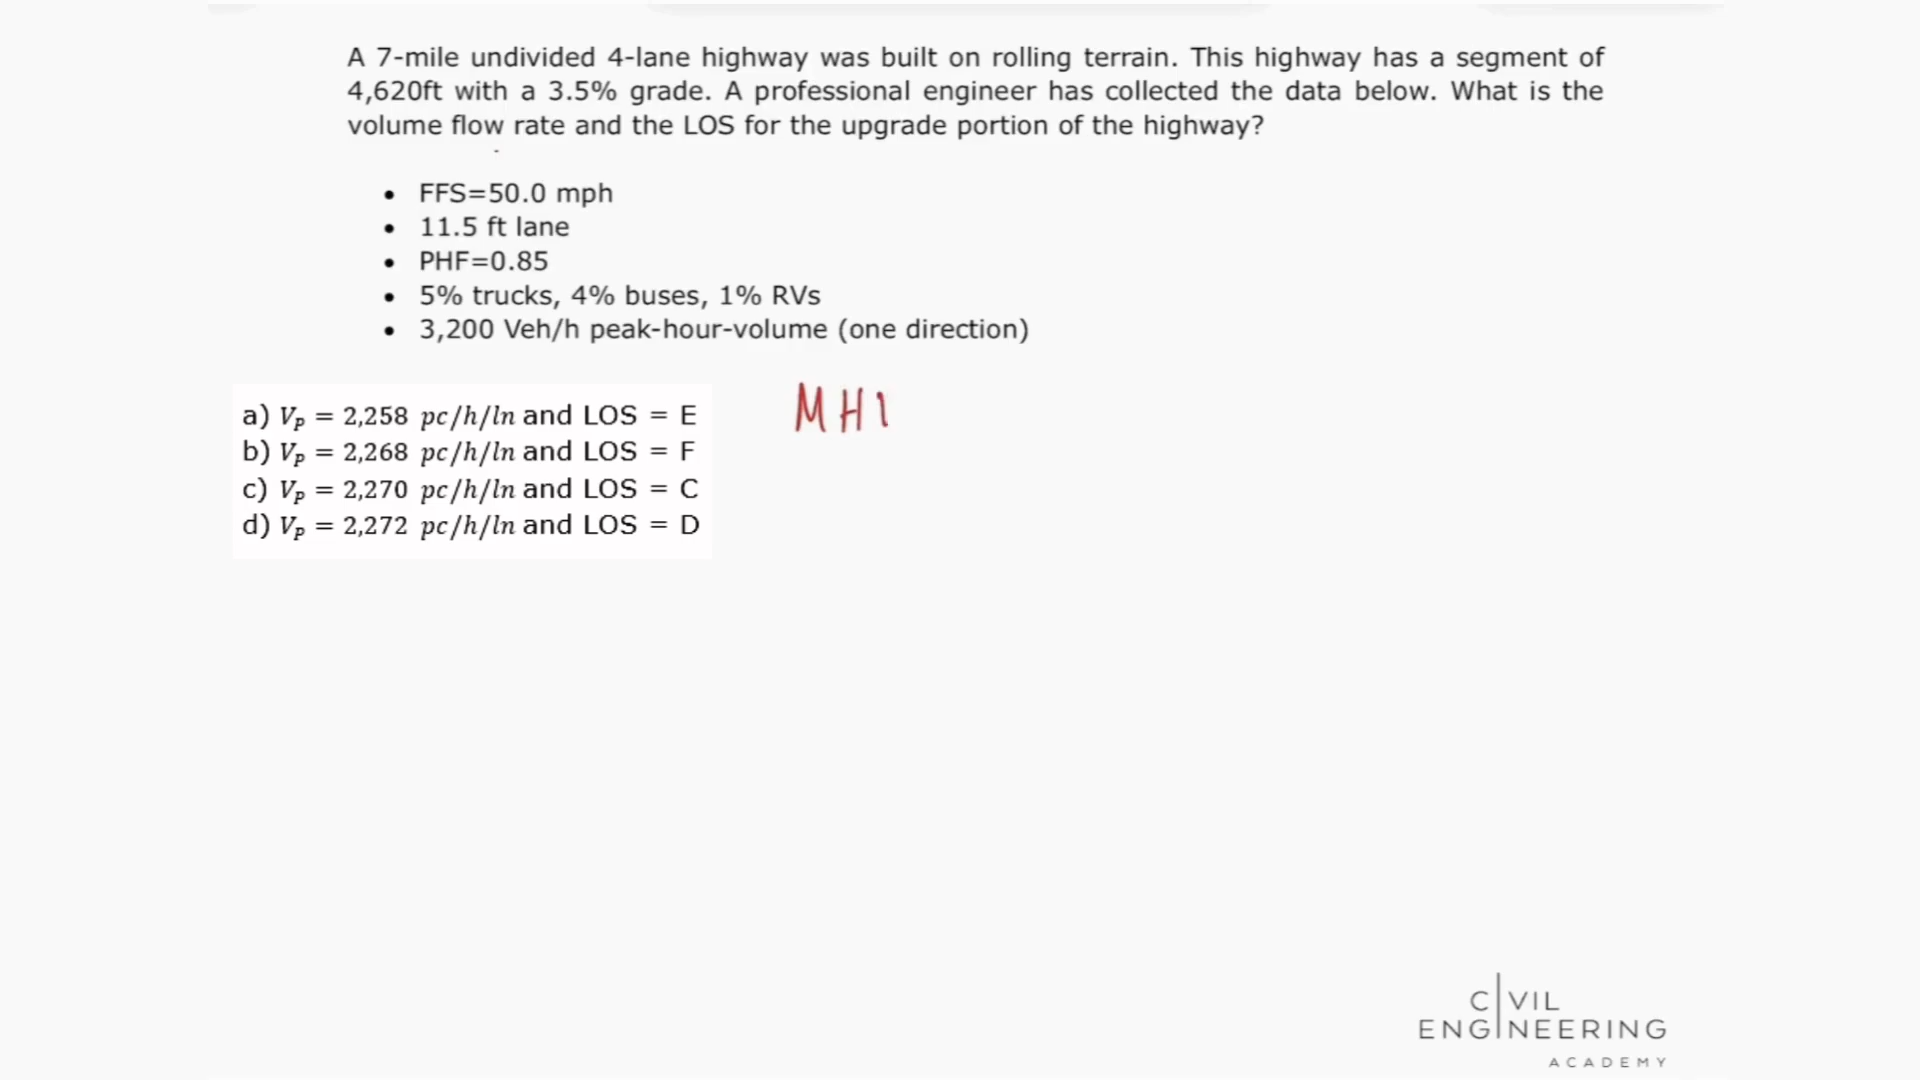 A 7-mile undivided 4-lane highway was built on rolling terrain. This highway has a segment of
4,620ft with a 3.5% grade. A professional engineer has collected the data below. What is the
volume flow rate and the LOS for the upgrade portion of the highway?
• FFS=50.0 mph
• 11.5 ft lane
• PHF=0.85
• 5% trucks, 4% buses, 1% RVs
• 3,200 Veh/h peak-hour-volume (one direction)
a) Vₚ = 2,258 pc/h/ln and LOS = E
b) Vₚ = 2,268 pc/h/ln and LOS = F
c) Vₚ = 2,270 pc/h/ln and LOS = C
d) Vₚ = 2,272 pc/h/ln and LOS = D
MH1
CIVIL
ENGINEERING
ACADEMY